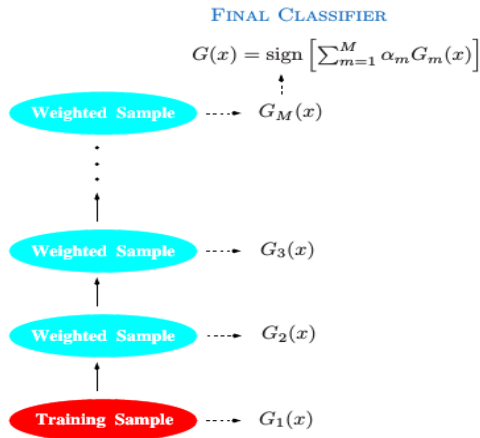 FINAL CLASSIFIER
G(x) = sign [∑_{m=1}^{M} α_m G_m(x)]
Weighted Sample G_M(x)
Weighted Sample G_3(x)
Weighted Sample G_2(x)
Training Sample G_1(x)